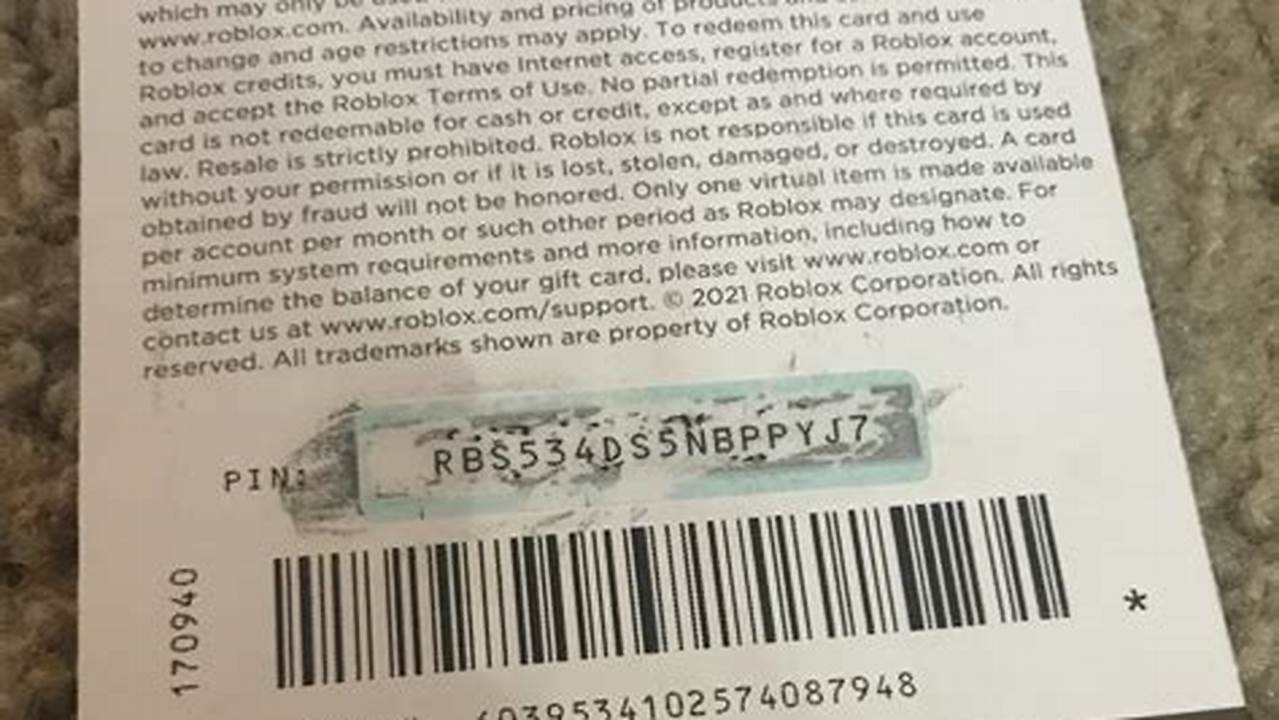 which may only be
www.roblox.com. Availability and pricing of products
to change and age restrictions may apply. To redeem this card and use
Roblox credits, you must have Internet access, register for a Roblox account,
and accept the Roblox Terms of Use. No partial redemption is permitted. This
card is not redeemable for cash or credit, except as and where required by
law. Resale is strictly prohibited. Roblox is not responsible if this card is used
without your permission or if it is lost, stolen, damaged, or destroyed. A card
obtained by fraud will not be honored. Only one virtual item is made available
per account per month or such other period as Roblox may designate. For
minimum system requirements and more information, including how to
determine the balance of your gift card, please visit www.roblox.com or
contact us at www.roblox.com/support. © 2021 Roblox Corporation. All rights
reserved. All trademarks shown are property of Roblox Corporation.
PIN: RBS534DS5NBPPYJ7
170940
*
6039534102574087948